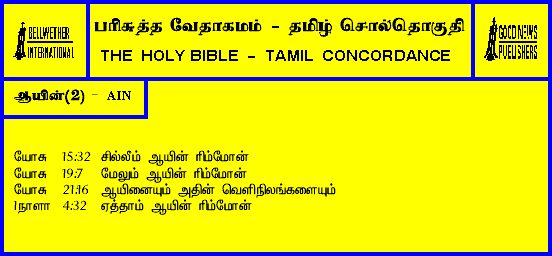 BELLWETHER
INTERNATIONAL
பரிசுத்த வேதாகமம் - தமிழ் சொல்தொகுதி
THE HOLY BIBLE - TAMIL CONCORDANCE
GOOD NEWS
PUBLISHERS
ஆயின்(2) - AIN
யோசு 15:32 சில்லீம் ஆயின் ரிம்மோன்
யோசு 19:7 மேலும் ஆயின் ரிம்மோன்
யோசு 21:16 ஆயினையும் அதின் வெளிநிலங்களையும்
1நாளா 4:32 ஏத்தாம் ஆயின் ரிம்மோன்